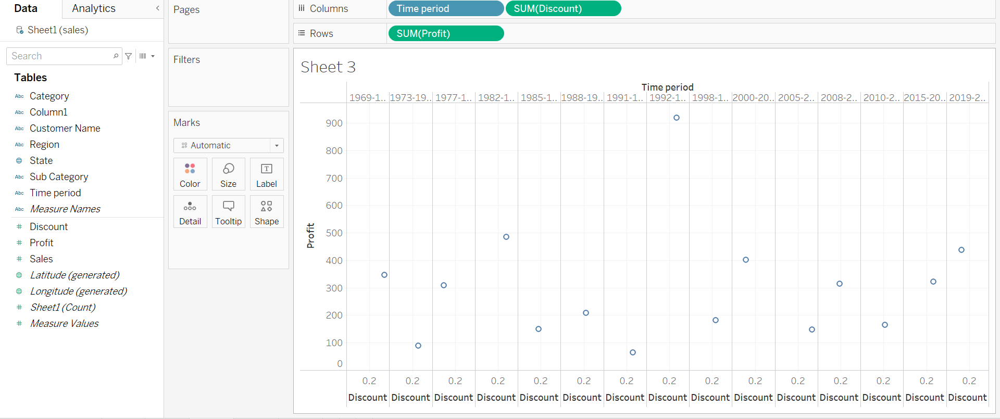 Data
Analytics
Sheet1 (sales)
Search
Tables
Abc Category
Abc Column1
Abc Customer Name
Abc Region
State
Abc Sub Category
Abc Time period
Abc Measure Names
# Discount
# Profit
# Sales
Latitude (generated)
Longitude (generated)
# Sheet1 (Count)
# Measure Values
Pages
Filters
Marks
Automatic
Color Size Label
Detail Tooltip Shape
Columns Time period SUM(Discount)
Rows SUM(Profit)
Sheet 3
Time period
1969-1.. 1973-19.. 1977-1.. 1982-1.. 1985-1.. 1988-19.. 1991-1.. 1992-1.. 1998-1.. 2000-20.. 2005-2.. 2008-2.. 2010-2.. 2015-20.. 2019-2..
900
800
700
600
500
400
300
200
100
0
Profit
0.2 0.2 0.2 0.2 0.2 0.2 0.2 0.2 0.2 0.2 0.2 0.2 0.2 0.2 0.2
Discount Discount Discount Discount Discount Discount Discount Discount Discount Discount Discount Discount Discount Discount Discount